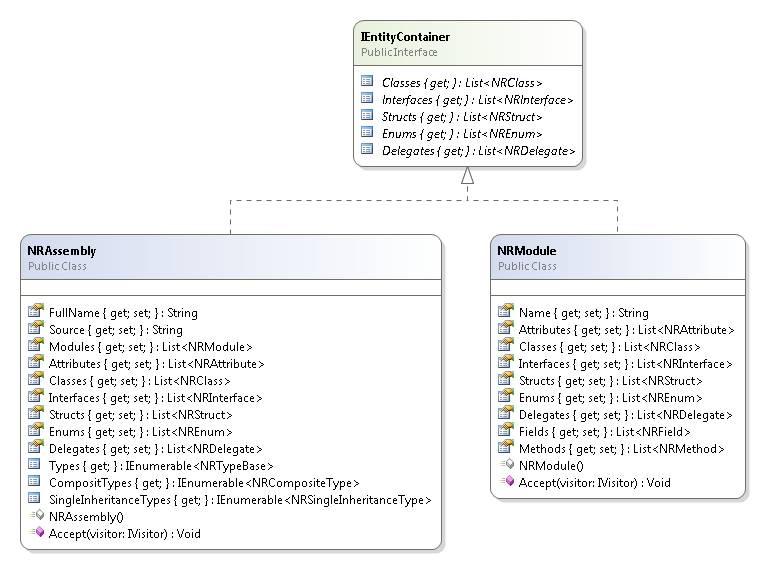 IEntityContainer
Public Interface
Classes { get; } : List<NRClass>
Interfaces { get; } : List<NRInterface>
Structs { get; } : List<NRStruct>
Enums { get; } : List<NREnum>
Delegates { get; } : List<NRDelegate>
NRAssembly
Public Class
FullName { get; set; } : String
Source { get; set; } : String
Modules { get; set; } : List<NRModule>
Attributes { get; set; } : List<NRAttribute>
Classes { get; set; } : List<NRClass>
Interfaces { get; set; } : List<NRInterface>
Structs { get; set; } : List<NRStruct>
Enums { get; set; } : List<NREnum>
Delegates { get; set; } : List<NRDelegate>
Types { get; } : IEnumerable<NRTypeBase>
CompositTypes { get; } : IEnumerable<NRCompositeType>
SingleInheritanceTypes { get; } : IEnumerable<NRSingleInheritanceType>
NRAssembly()
Accept(visitor: IVisitor) : Void
NRModule
Public Class
Name { get; set; } : String
Attributes { get; set; } : List<NRAttribute>
Classes { get; set; } : List<NRClass>
Interfaces { get; set; } : List<NRInterface>
Structs { get; set; } : List<NRStruct>
Enums { get; set; } : List<NREnum>
Delegates { get; set; } : List<NRDelegate>
Fields { get; set; } : List<NRField>
Methods { get; set; } : List<NRMethod>
NRModule()
Accept(visitor: IVisitor) : Void